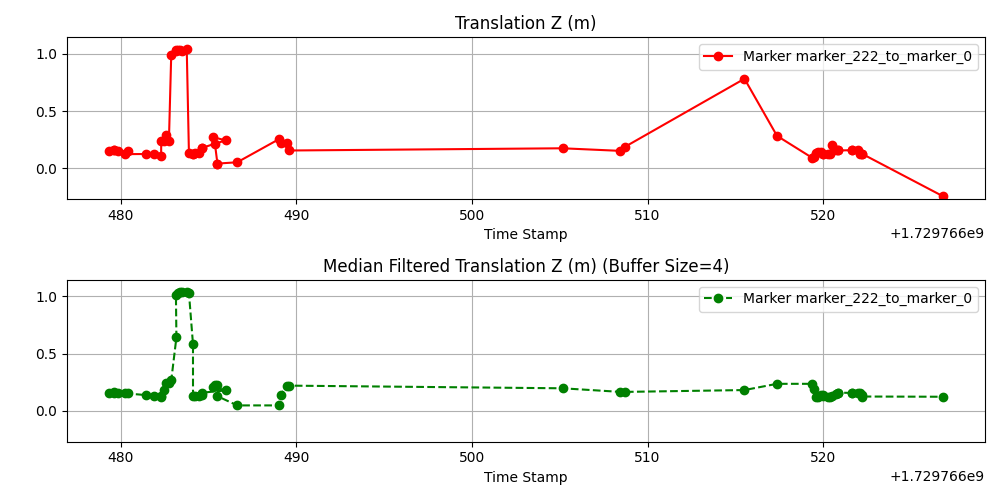 Translation Z (m)
1.0
0.5
0.0
Marker marker_222_to_marker_0
480 490 500 510 520
Time Stamp
+1.729766e9
Median Filtered Translation Z (m) (Buffer Size=4)
1.0
0.5
0.0
Marker marker_222_to_marker_0
480 490 500 510 520
Time Stamp
+1.729766e9